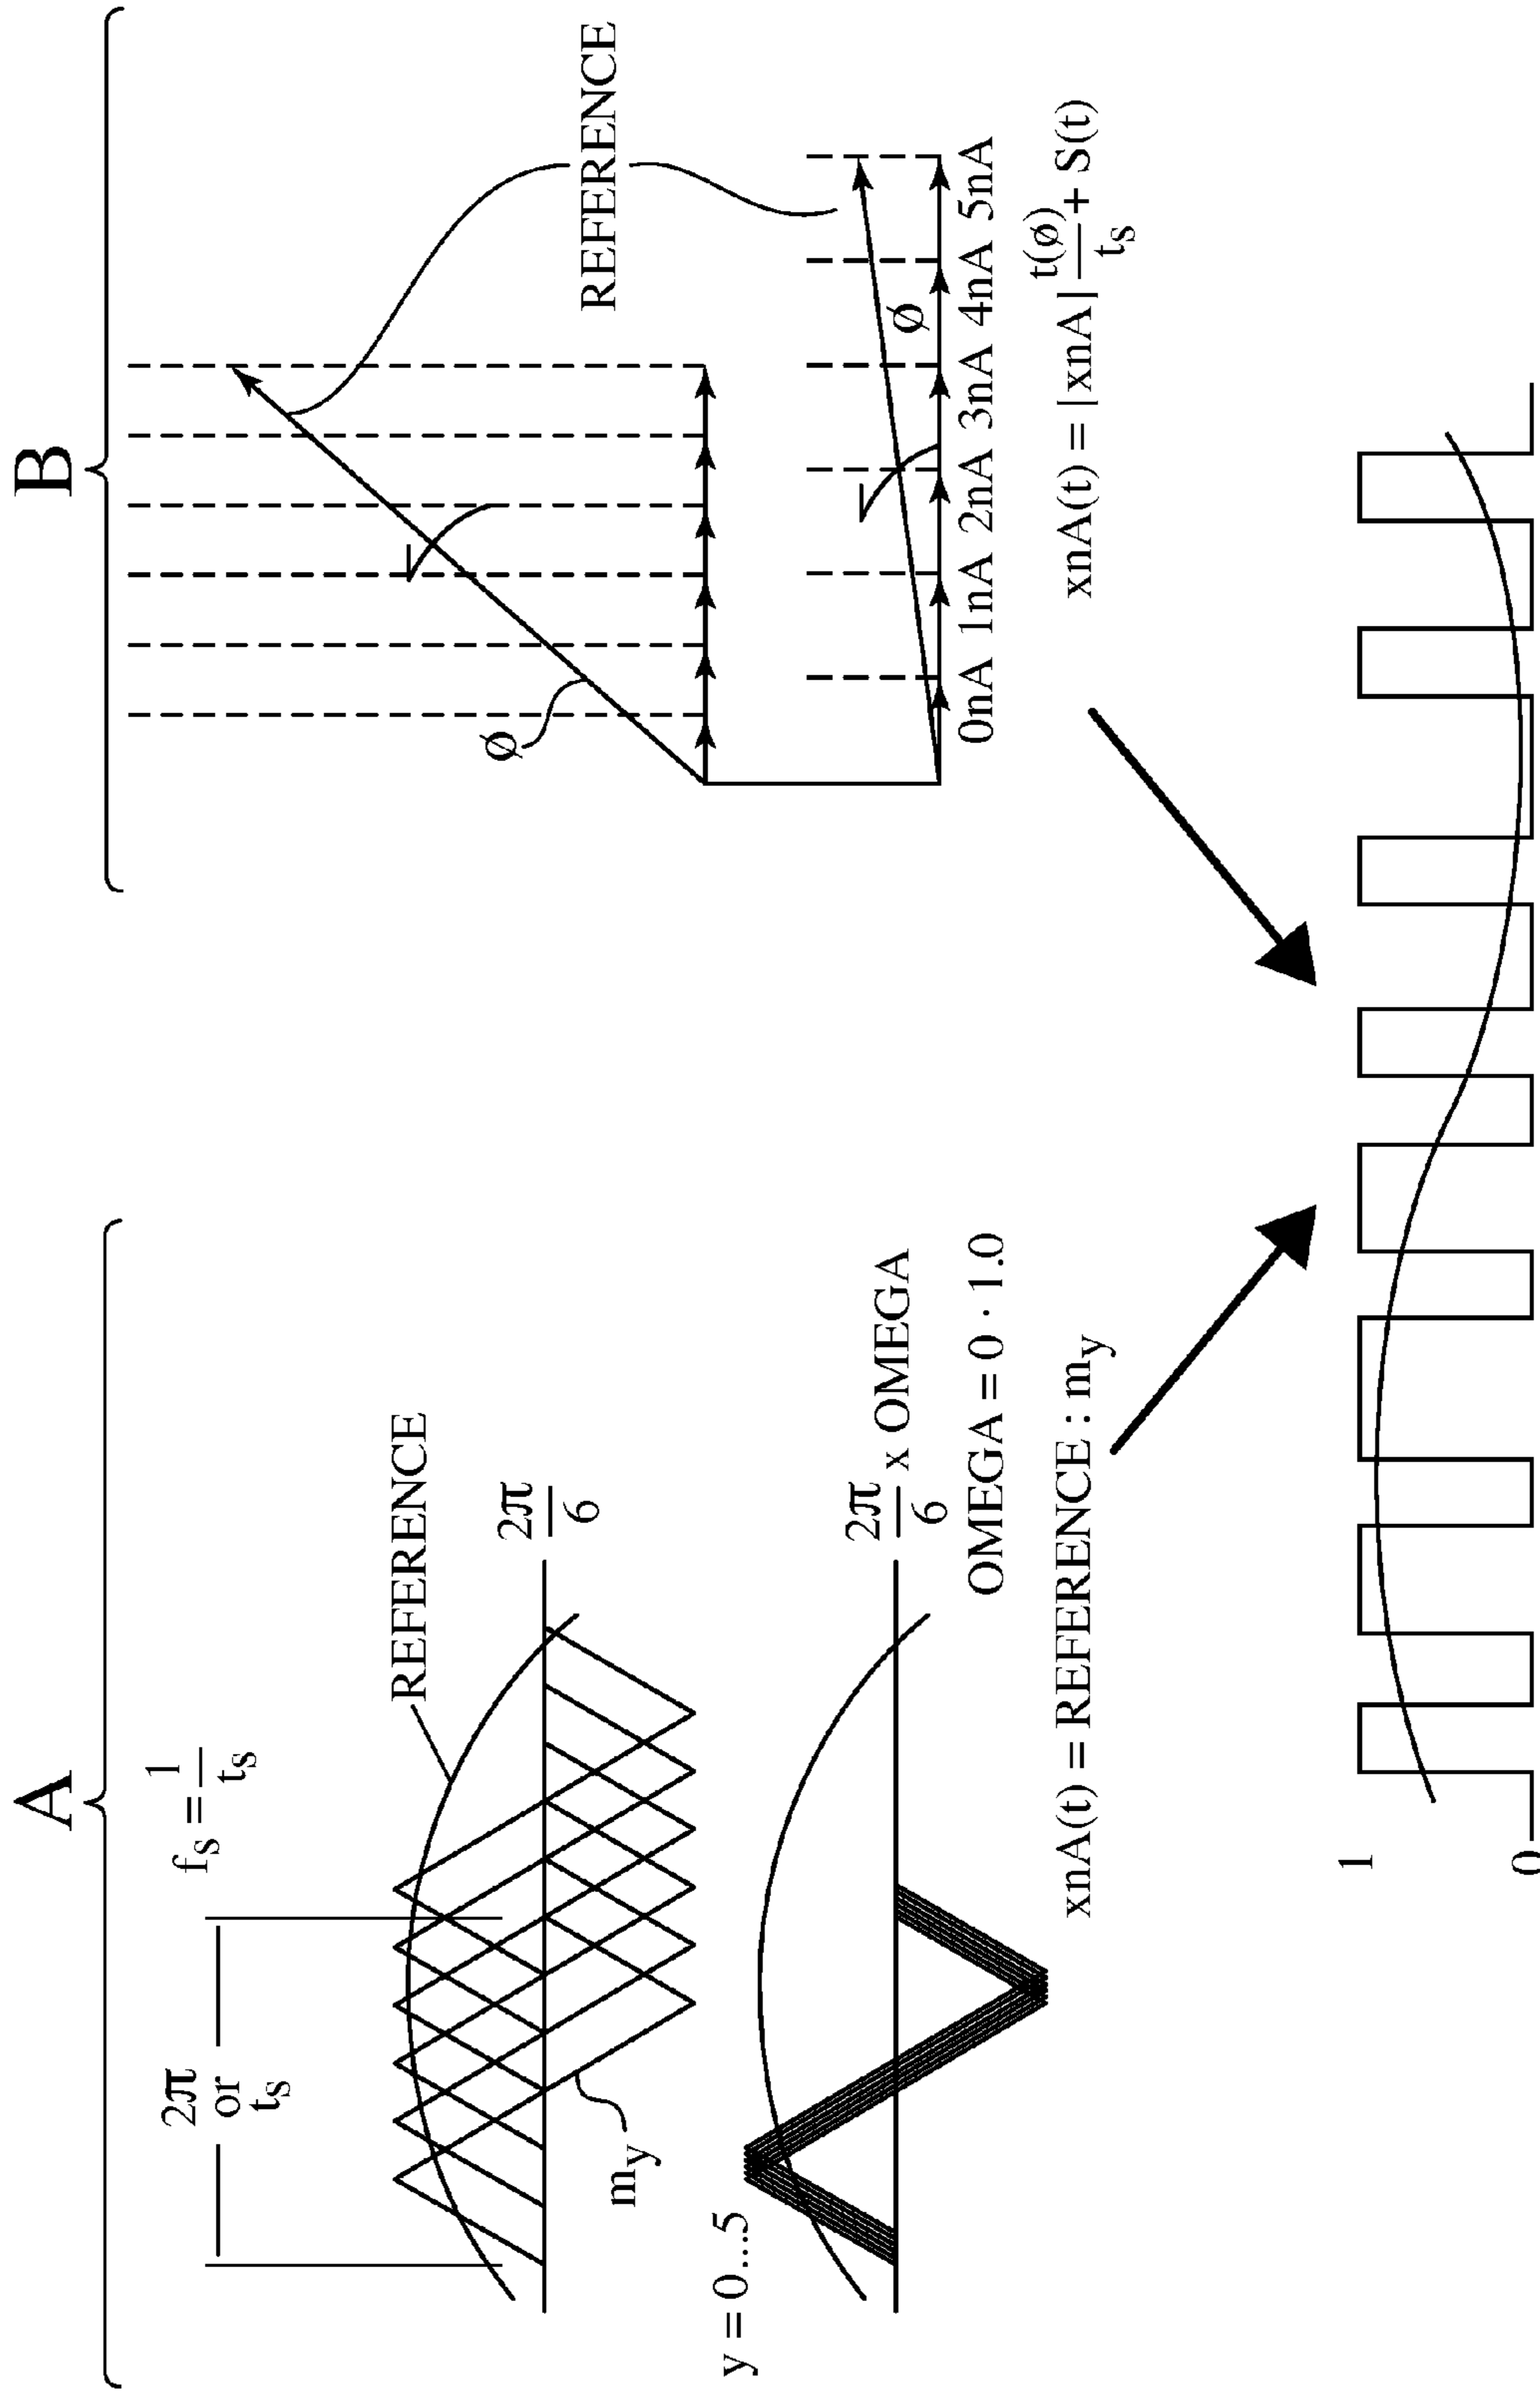 A
f_s = 1/t_s
2π
or
t_s
REFERENCE
2π/6
m_y
y = 0....5
2π/6 x OMEGA
OMEGA = 0 · 1.0
xnA(t) = REFERENCE : m_y
B
REFERENCE
ø
ø
0nA 1nA 2nA 3nA 4nA 5nA
xnA(t) = |xnA| t(ø)/t_s + S(t)
1
0